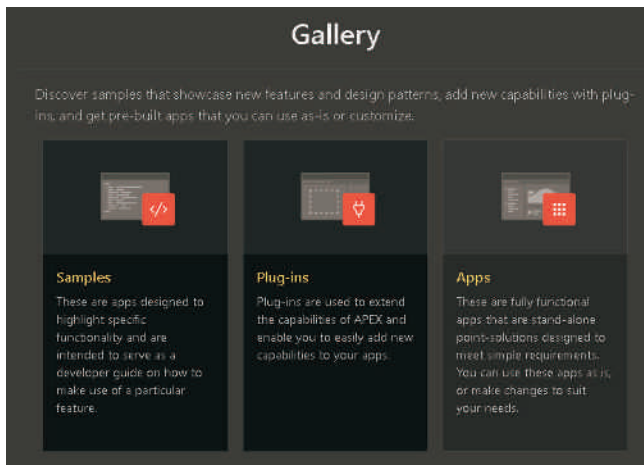 Gallery
Discover samples that showcase new features and design patterns, add new capabilities with plug-
ins, and get pre-built apps that you can use as-is or customize.
</>
Samples
These are apps designed to
highlight specific
functionality and are
intended to serve as a
developer guide on how to
make use of a particular
feature.
Plug-ins
Plug-ins are used to extend
the capabilities of APEX and
enable you to easily add new
capabilities to your apps.
Apps
These are fully functional
apps that are stand-alone
point-solutions designed to
meet simple requirements.
You can use these apps as is,
or make changes to suit
your needs.